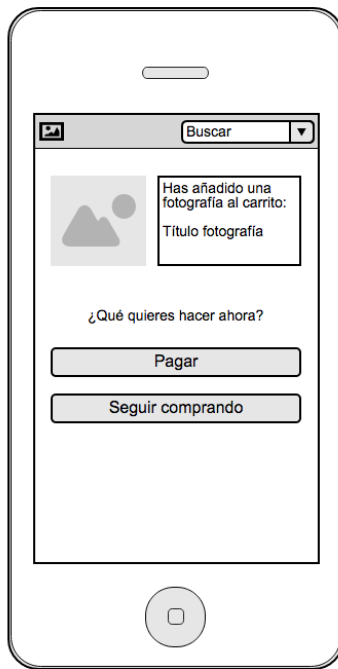 Buscar
Has añadido una
fotografía al carrito:
Título fotografía
¿Qué quieres hacer ahora?
Pagar
Seguir comprando